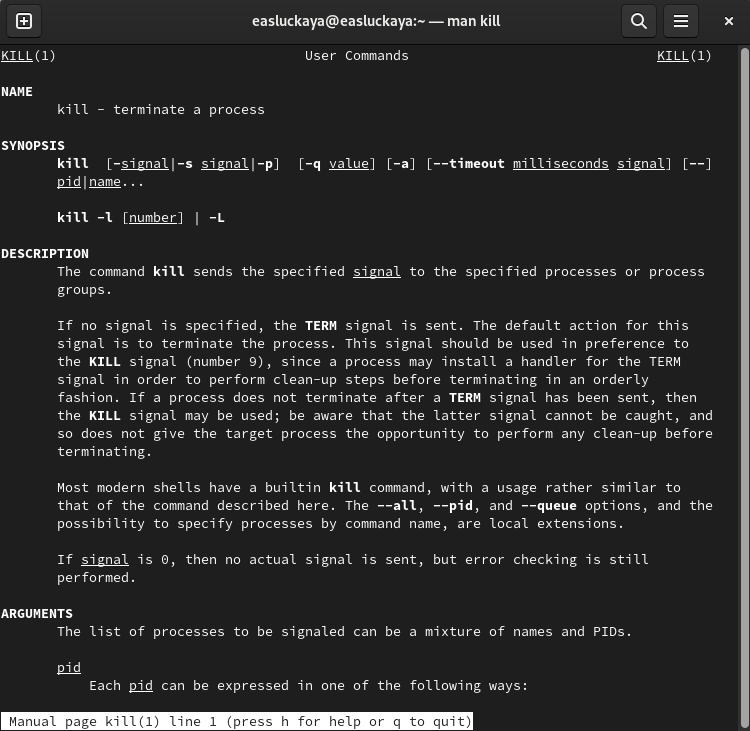 easluckaya@easluckaya:~ — man kill
KILL(1) User Commands KILL(1)
NAME
kill - terminate a process
SYNOPSIS
kill [-signal|-s signal|-p] [-q value] [-a] [--timeout milliseconds signal] [--]
pid|name...
kill -l [number] | -L
DESCRIPTION
The command kill sends the specified signal to the specified processes or process
groups.
If no signal is specified, the TERM signal is sent. The default action for this
signal is to terminate the process. This signal should be used in preference to
the KILL signal (number 9), since a process may install a handler for the TERM
signal in order to perform clean-up steps before terminating in an orderly
fashion. If a process does not terminate after a TERM signal has been sent, then
the KILL signal may be used; be aware that the latter signal cannot be caught, and
so does not give the target process the opportunity to perform any clean-up before
terminating.
Most modern shells have a builtin kill command, with a usage rather similar to
that of the command described here. The --all, --pid, and --queue options, and the
possibility to specify processes by command name, are local extensions.
If signal is 0, then no actual signal is sent, but error checking is still
performed.
ARGUMENTS
The list of processes to be signaled can be a mixture of names and PIDs.
pid
Each pid can be expressed in one of the following ways:
Manual page kill(1) line 1 (press h for help or q to quit)